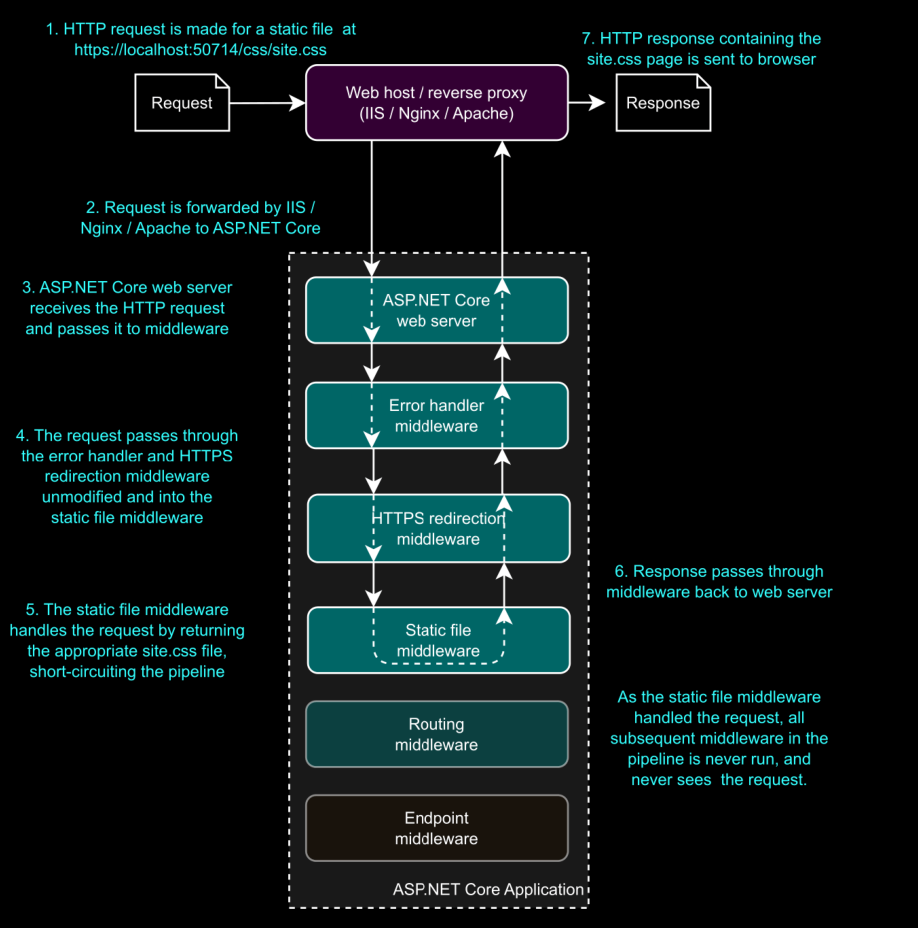 1. HTTP request is made for a static file at
https://localhost:50714/css/site.css
7. HTTP response containing the
site.css page is sent to browser
Request
Web host / reverse proxy
(IIS / Nginx / Apache)
Response
2. Request is forwarded by IIS /
Nginx / Apache to ASP.NET Core
3. ASP.NET Core web server
receives the HTTP request
and passes it to middleware
ASP.NET Core
web server
Error handler
middleware
4. The request passes through
the error handler and HTTPS
redirection middleware
unmodified and into the
static file middleware
HTTPS redirection
middleware
6. Response passes through
middleware back to web server
5. The static file middleware
handles the request by returning
the appropriate site.css file,
short-circuiting the pipeline
Static file
middleware
As the static file middleware
handled the request, all
subsequent middleware in the
pipeline is never run, and
never sees the request.
Routing
middleware
Endpoint
middleware
ASP.NET Core Application